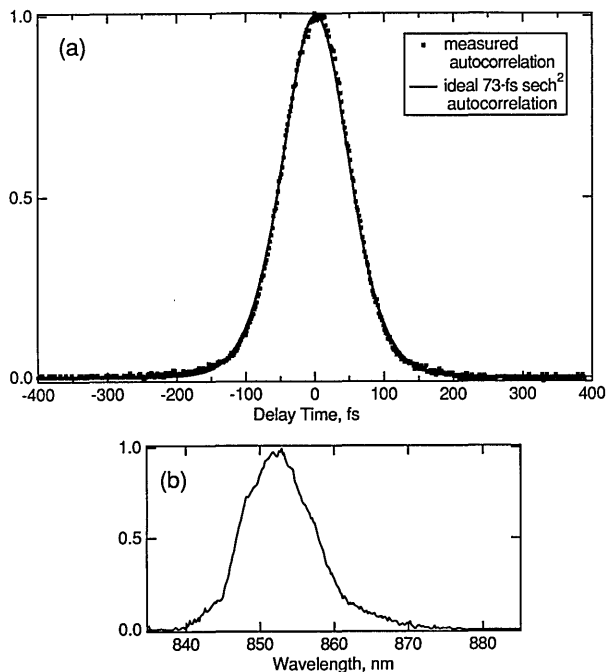 (a)
measured
autocorrelation
ideal 73-fs sech²
autocorrelation
1.0
0.5
0.0
-400 -300 -200 -100 0 100 200 300 400
Delay Time, fs
(b)
1.0
0.5
0.0
840 850 860 870 880
Wavelength, nm